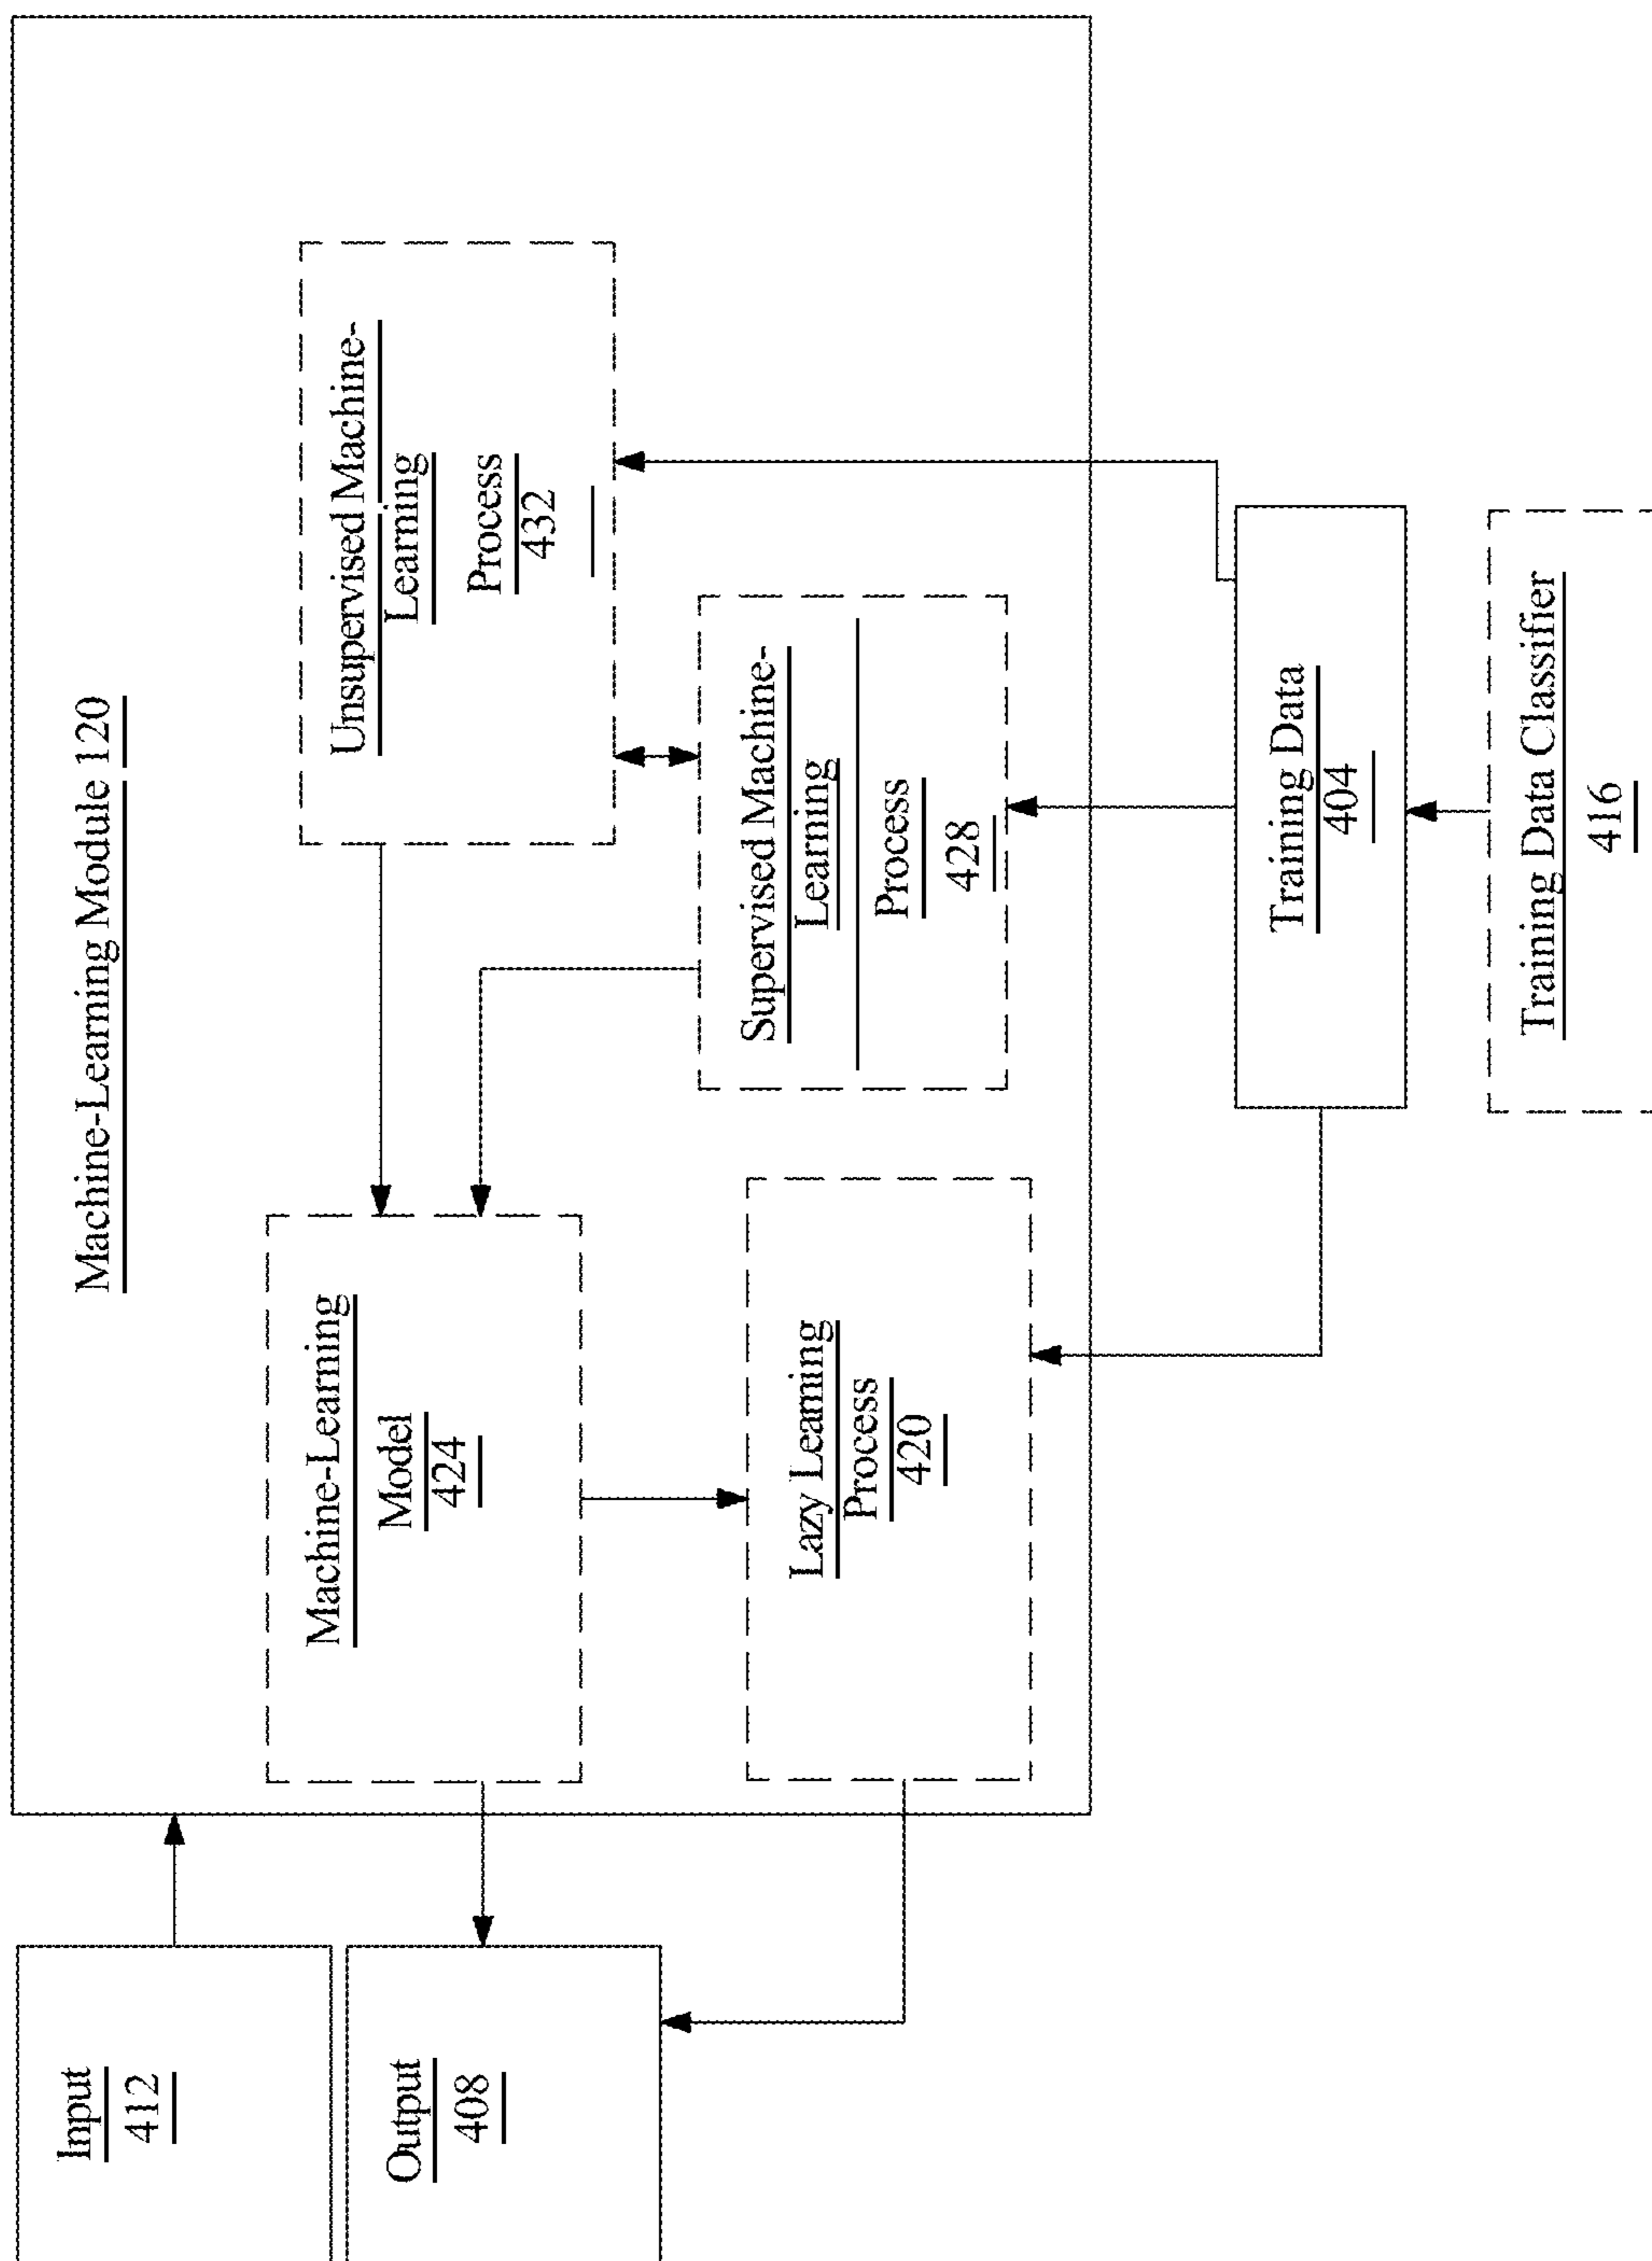 Machine-Learning Module 120
Input
412
Output
408
Machine-Learning
Model
424
Unsupervised Machine-
Learning
Process
432
Lazy Learning
Process
420
Supervised Machine-
Learning
Process
428
Training Data
404
Training Data Classifier
416